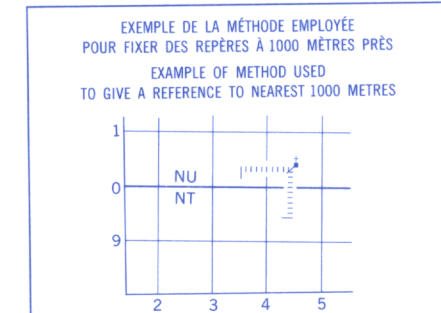 EXEMPLE DE LA MÉTHODE EMPLOYÉE
POUR FIXER DES REPÈRES À 1000 MÈTRES PRÈS
EXAMPLE OF METHOD USED
TO GIVE A REFERENCE TO NEAREST 1000 METRES
1
NU
0
NT
9
2 3 4 5